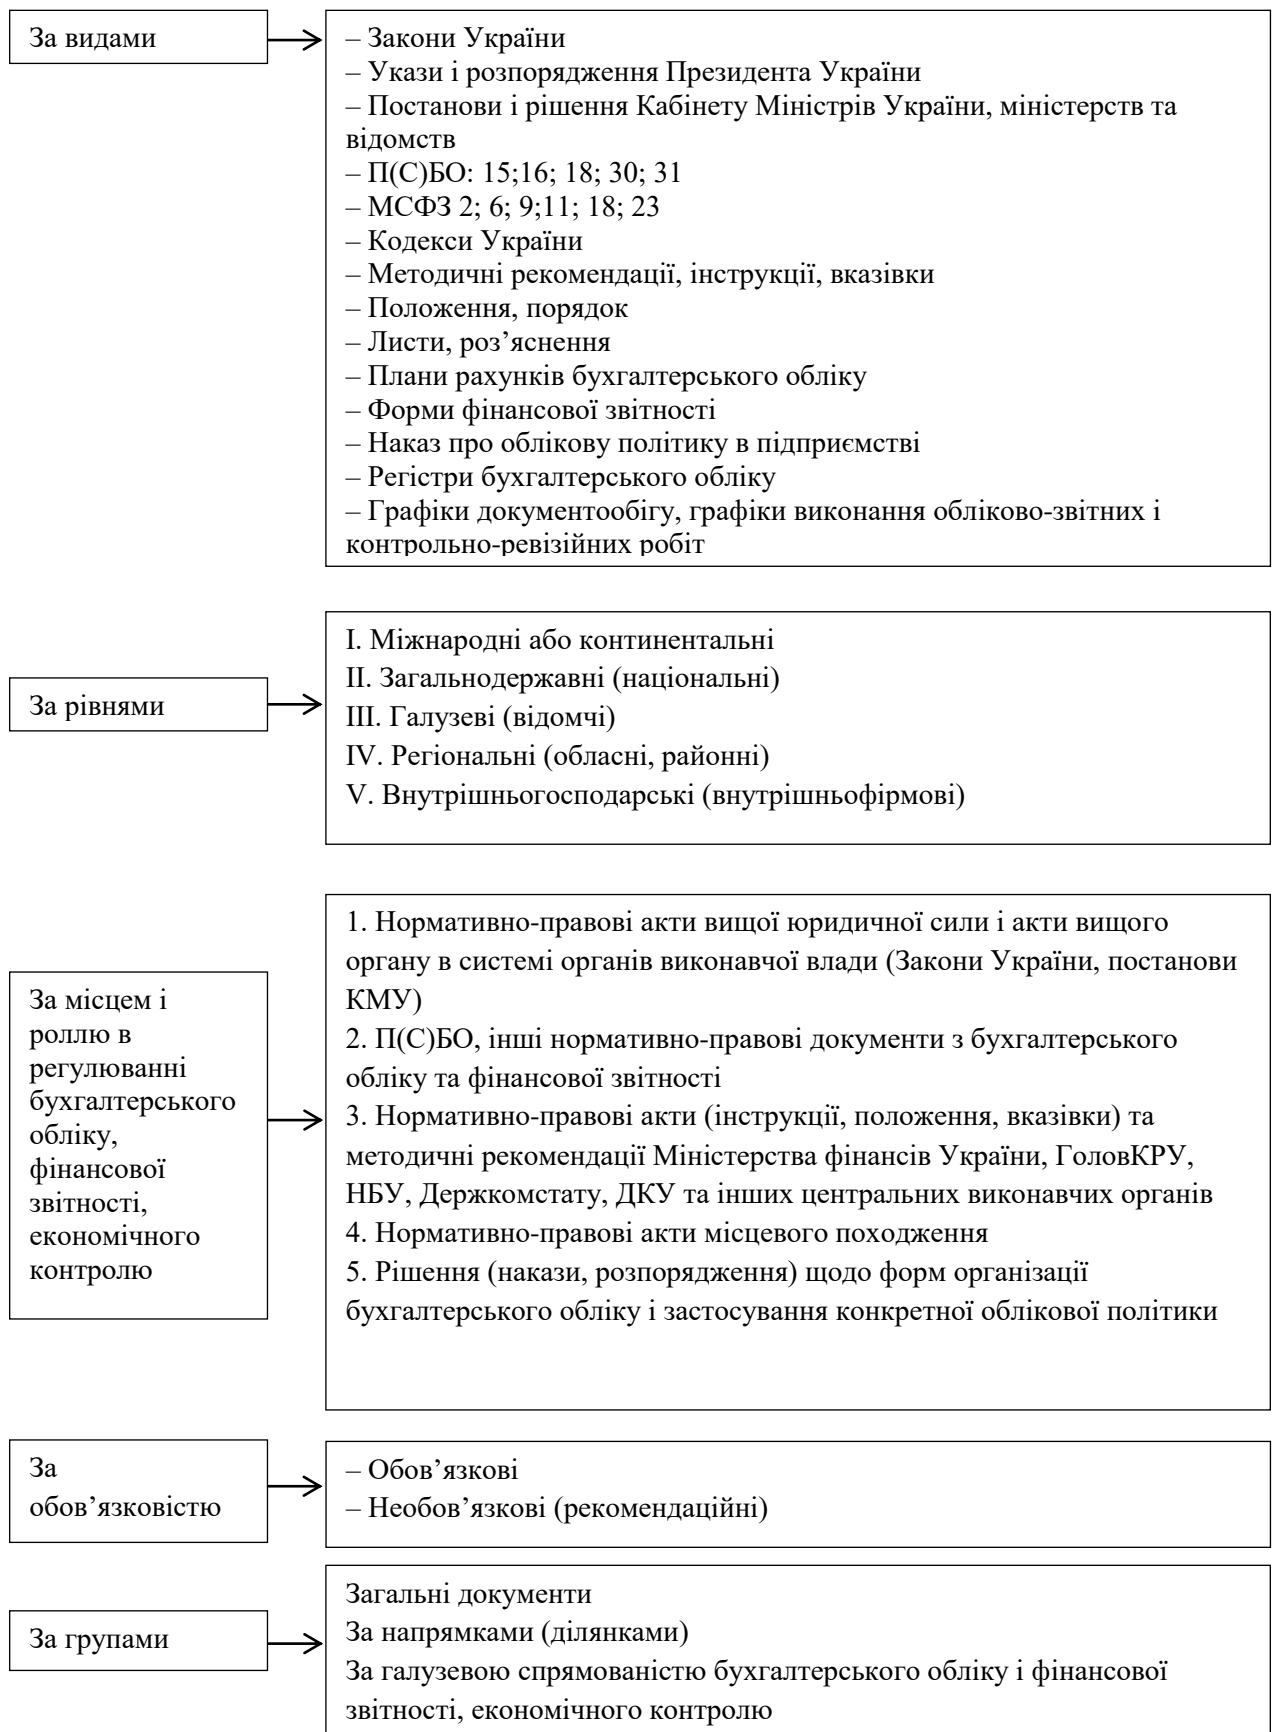 За видами
– Закони України
– Укази і розпорядження Президента України
– Постанови і рішення Кабінету Міністрів України, міністерств та
відомств
– П(С)БО: 15;16; 18; 30; 31
– МСФЗ 2; 6; 9;11; 18; 23
– Кодекси України
– Методичні рекомендації, інструкції, вказівки
– Положення, порядок
– Листи, роз’яснення
– Плани рахунків бухгалтерського обліку
– Форми фінансової звітності
– Наказ про облікову політику в підприємстві
– Регістри бухгалтерського обліку
– Графіки документообігу, графіки виконання обліково-звітних і
контрольно-ревізійних робіт
За рівнями
I. Міжнародні або континентальні
II. Загальнодержавні (національні)
III. Галузеві (відомчі)
IV. Регіональні (обласні, районні)
V. Внутрішньогосподарські (внутрішньофірмові)
За місцем і
роллю в
регулюванні
бухгалтерського
обліку,
фінансової
звітності,
економічного
контролю
1. Нормативно-правові акти вищої юридичної сили і акти вищого
органу в системі органів виконавчої влади (Закони України, постанови
КМУ)
2. П(С)БО, інші нормативно-правові документи з бухгалтерського
обліку та фінансової звітності
3. Нормативно-правові акти (інструкції, положення, вказівки) та
методичні рекомендації Міністерства фінансів України, ГоловКРУ,
НБУ, Держкомстату, ДКУ та інших центральних виконавчих органів
4. Нормативно-правові акти місцевого походження
5. Рішення (накази, розпорядження) щодо форм організації
бухгалтерського обліку і застосування конкретної облікової політики
За
обов’язковістю
– Обов’язкові
– Необов’язкові (рекомендаційні)
За групами
Загальні документи
За напрямками (ділянками)
За галузевою спрямованістю бухгалтерського обліку і фінансової
звітності, економічного контролю